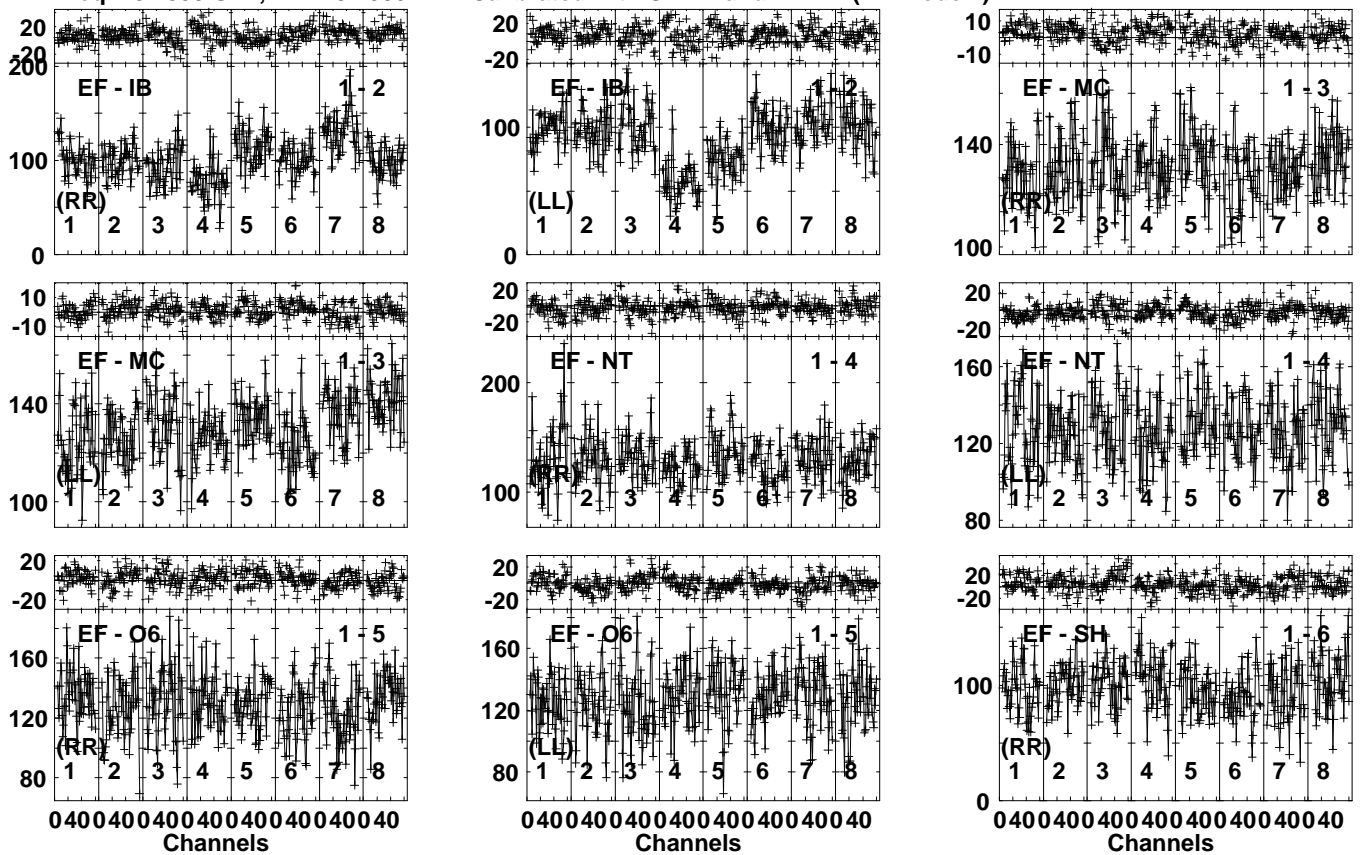 20 20 10
-20 -20 -10
200 EF - IB 1 - 2 EF - IB 1 - 2 EF - MC 1 - 3
100 100 140
(RR) (LL) (RR)
1 2 3 4 5 6 7 8 1 2 3 4 5 6 7 8 1 2 3 4 5 6 7 8
0 0 100
10 20 20
-10 -20 -20
EF - MC 1 - 3 EF - NT 1 - 4 EF - NT 1 - 4
140 200 160
120
(LL) (RR) (LL)
100 1 2 3 4 5 6 7 8 100 1 2 3 4 5 6 7 8 1 2 3 4 5 6 7 8
80
20 20 20
-20 -20 -20
EF - O6 1 - 5 EF - O6 1 - 5 EF - SH 1 - 6
160 160 100
120 120
(RR) (LL) (RR)
80 1 2 3 4 5 6 7 8 80 1 2 3 4 5 6 7 8 1 2 3 4 5 6 7 8
0
0 40 0 40 0 40 0 40 0 40 0 40 0 40 0 40 0 40 0 40 0 40 0 40 0 40 0 40 0 40 0 40 0 40 0 40 0 40 0 40 0 40 0 40 0 40 0 40
Channels Channels Channels